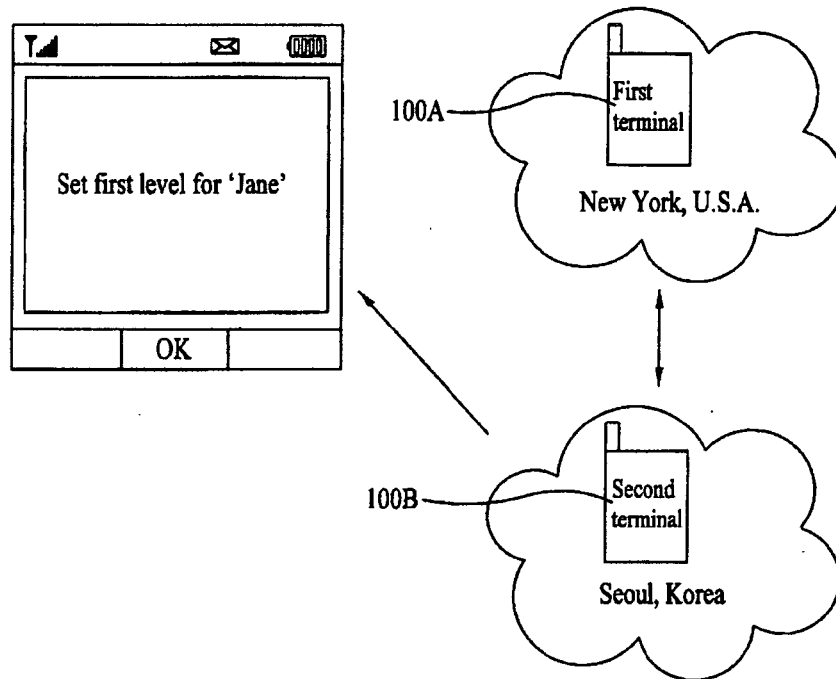 Set first level for 'Jane'
OK
100A
First
terminal
New York, U.S.A.
100B
Second
terminal
Seoul, Korea